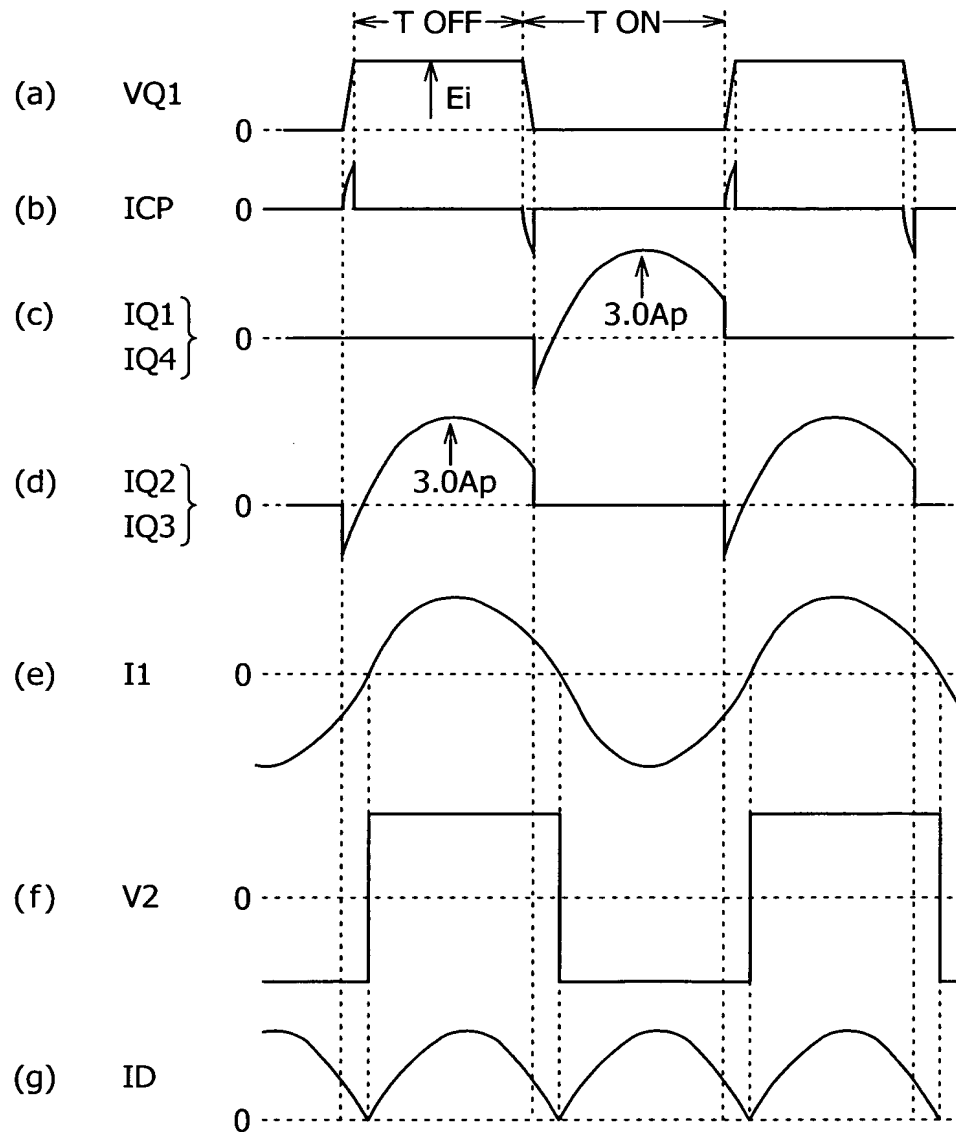 T OFF T ON
(a) VQ1 0 Ei
(b) ICP 0
(c) IQ1 IQ4 0 3.0Ap
(d) IQ2 IQ3 0 3.0Ap
(e) I1 0
(f) V2 0
(g) ID 0